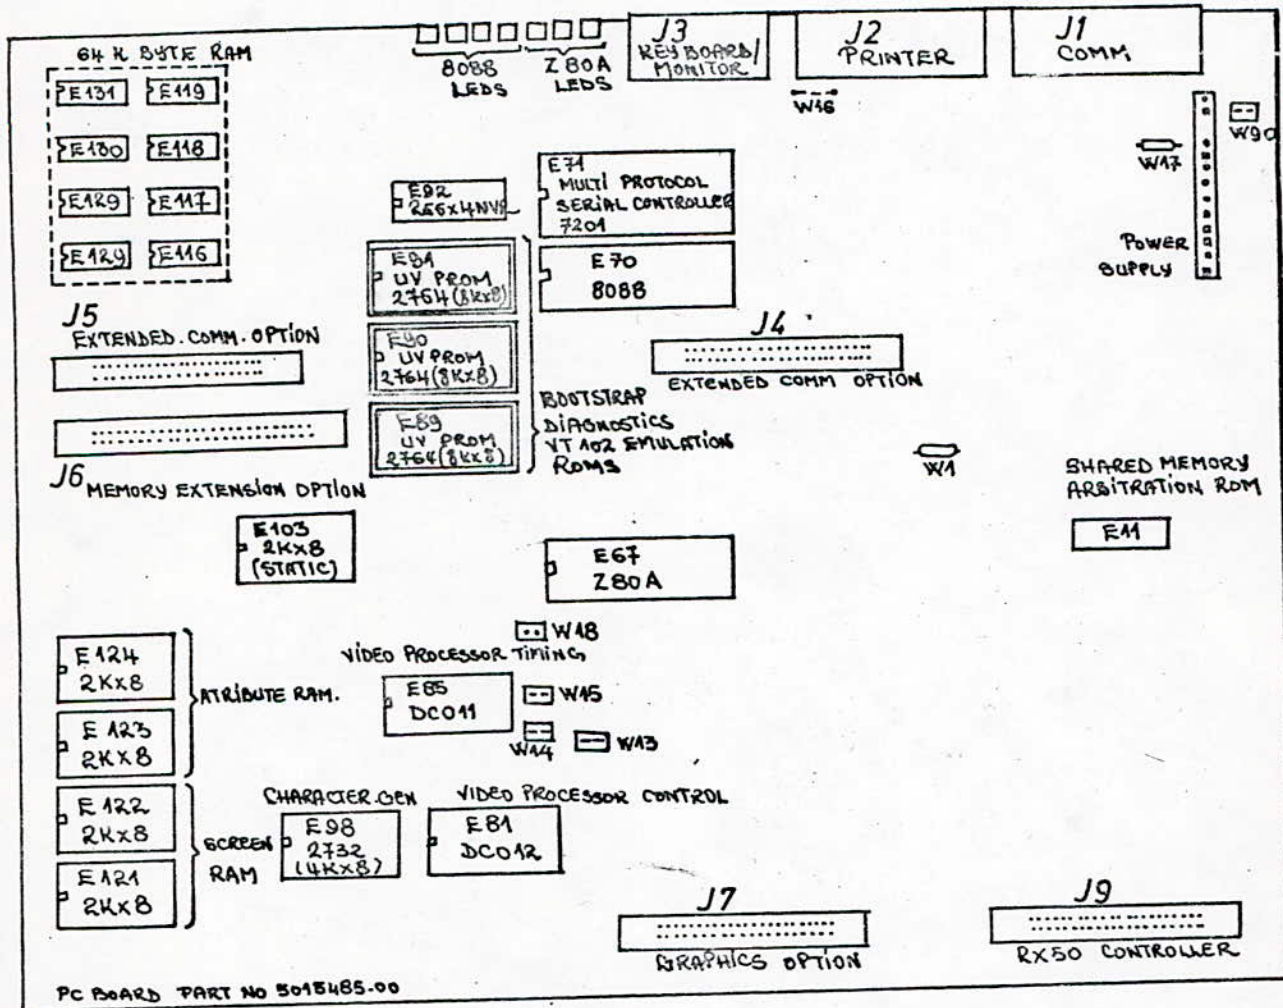 64 K BYTE RAM
E131
E119
E130
E118
E129
E117
E129
E116
8088
LEDS
Z80A
LEDS
J3
KEYBOARD/
MONITOR
J2
PRINTER
J1
COMM,
W16
W17
W90
POWER
SUPPLY
E92
256x4NVR
E71
MULTI PROTOCOL
SERIAL CONTROLLER
7201
E91
UV PROM
2764(8Kx8)
E70
8088
E90
UV PROM
2764(8Kx8)
E89
UV PROM
2764(8Kx8)
BOOTSTRAP
DIAGNOSTICS
VT 102 EMULATION
ROMS
J5
EXTENDED. COMM. OPTION
J4
EXTENDED COMM OPTION
J6 MEMORY EXTENSION OPTION
W1
SHARED MEMORY
ARBITRATION ROM
E11
E103
2Kx8
(STATIC)
E67
Z80A
W18
VIDEO PROCESSOR TIMING
E124
2Kx8
E123
2Kx8
ATRIBUTE RAM.
E85
DC011
W15
W14
W13
E122
2Kx8
E121
2Kx8
SCREEN
RAM
CHARACTER.GEN
E98
2732
(4Kx8)
VIDEO PROCESSOR CONTROL
E81
DC012
J7
GRAPHICS OPTION
J9
RX50 CONTROLLER
PC BOARD PART NO 5015485-00